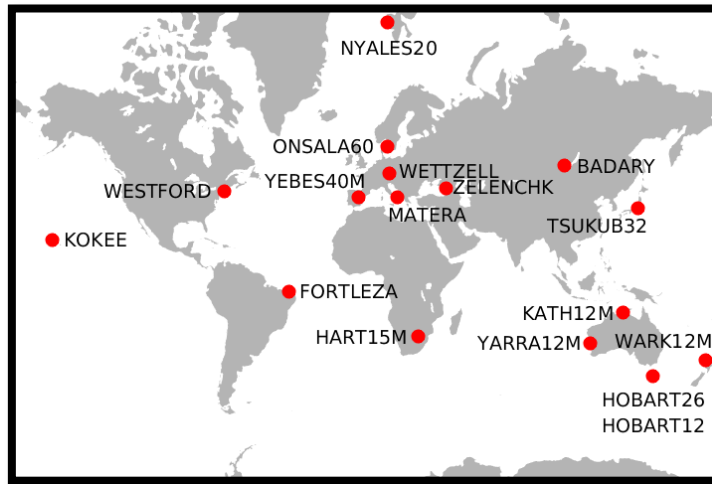 NYALES20
ONSALA60
WETTZELL
BADARY
YEBES40M
ZELENCHK
WESTFORD
MATERA
TSUKUB32
KOKEE
FORTLEZA
KATH12M
HART15M
YARRA12M
WARK12M
HOBART26
HOBART12